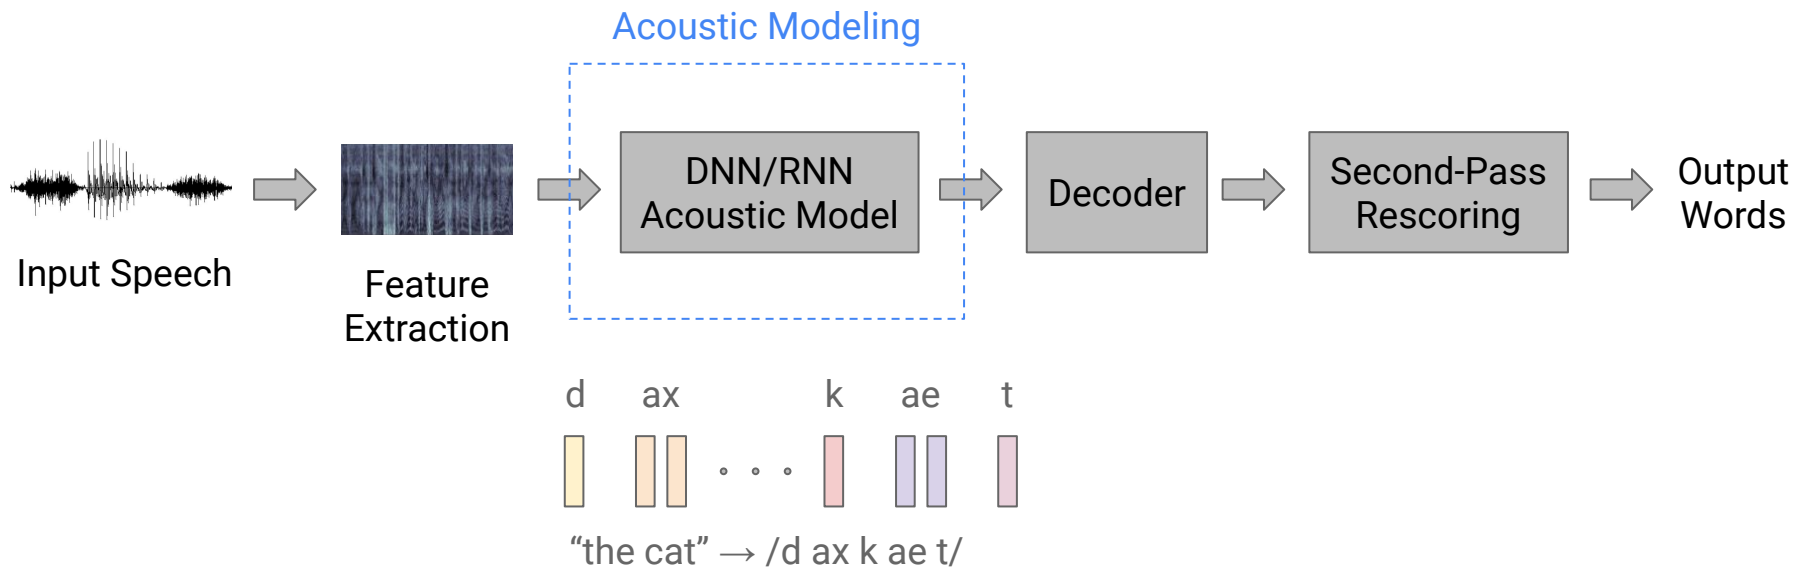 Acoustic Modeling
Input Speech
Feature
Extraction
DNN/RNN
Acoustic Model
Decoder
Second-Pass
Rescoring
Output
Words
d ax k ae t
“the cat” → /d ax k ae t/